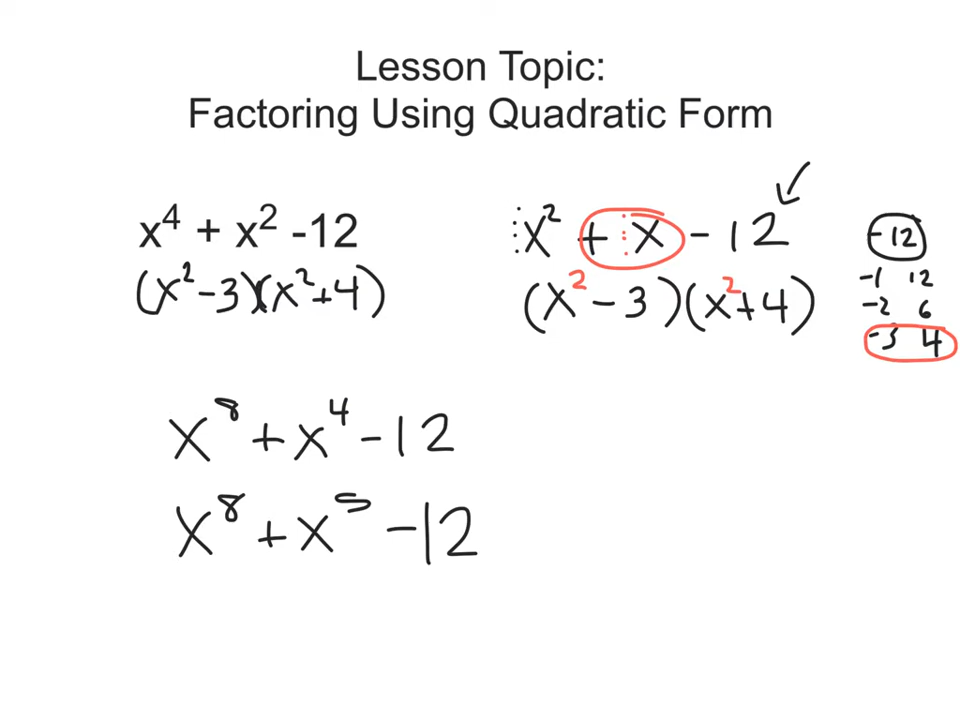 Lesson Topic:
Factoring Using Quadratic Form
x⁴ + x² -12
(x² - 3)(x² + 4)
x² + x - 12
(x² - 3)(x² + 4)
-12
-1 12
-2 6
-3 4
x⁸ + x⁴ - 12
x⁸ + x⁵ - 12